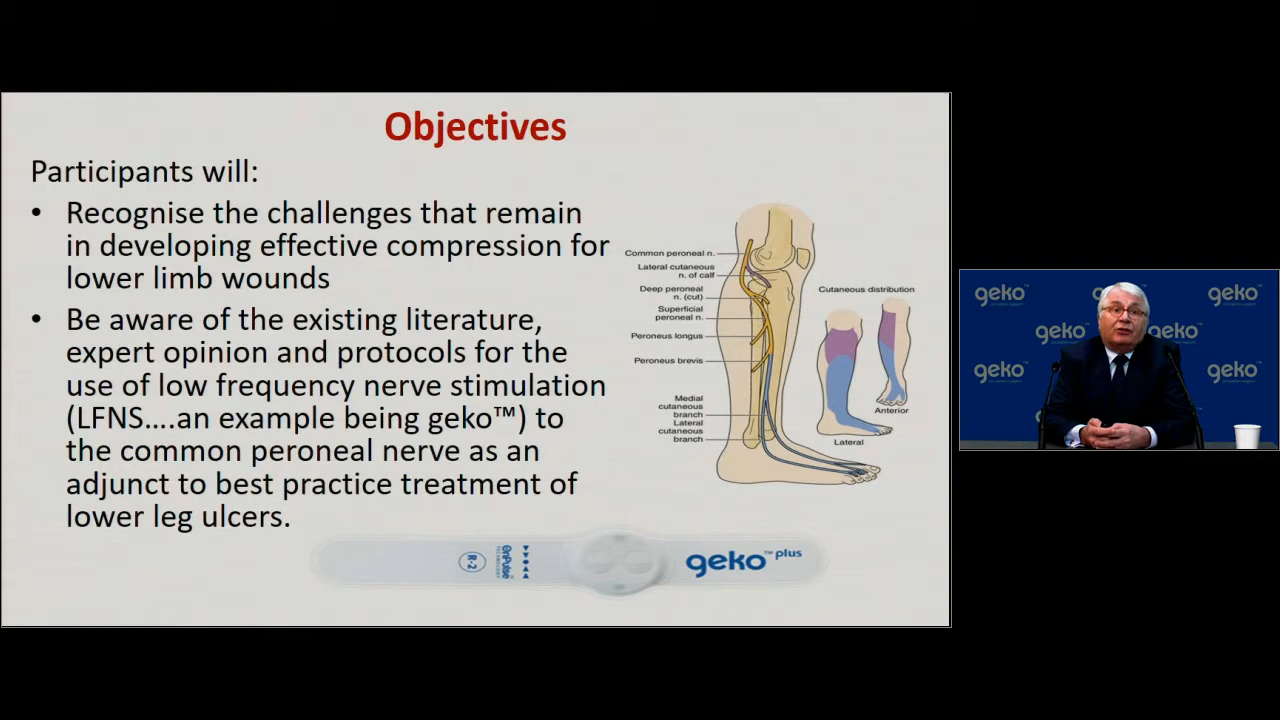 Objectives
Participants will:
• Recognise the challenges that remain
in developing effective compression for
lower limb wounds
• Be aware of the existing literature,
expert opinion and protocols for the
use of low frequency nerve stimulation
(LFNS....an example being geko™) to
the common peroneal nerve as an
adjunct to best practice treatment of
lower leg ulcers.
Common peroneal n.
Lateral cutaneous
n. of calf
Deep peroneal
n. (cut)
Superficial
peroneal n.
Peroneus longus
Peroneus brevis
Medial
cutaneous
branch
Lateral
cutaneous
branch
Cutaneous distribution
Anterior
Lateral
R-2
OnPulse™
TECHNOLOGY
geko™ plus
geko
geko
geko
geko
geko
geko